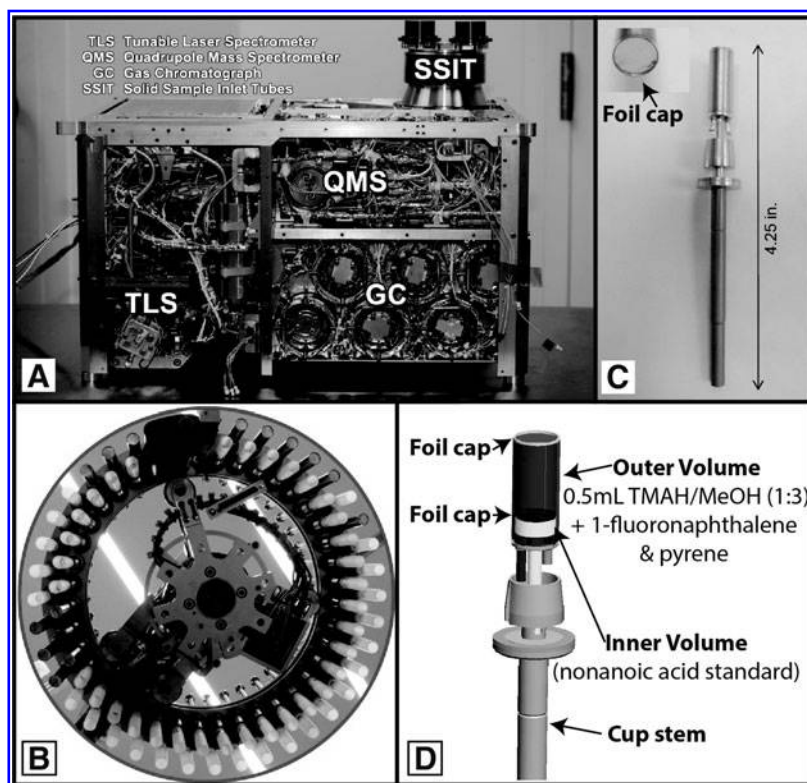 TLS Tunable Laser Spectrometer
QMS Quadrupole Mass Spectrometer
GC Gas Chromatograph
SSIT Solid Sample Inlet Tubes
SSIT
QMS
TLS
GC
A
Foil cap
4.25 in.
C
B
Foil cap
Outer Volume
0.5mL TMAH/MeOH (1:3)
Foil cap
+ 1-fluoronaphthalene
& pyrene
Inner Volume
(nonanoic acid standard)
Cup stem
D